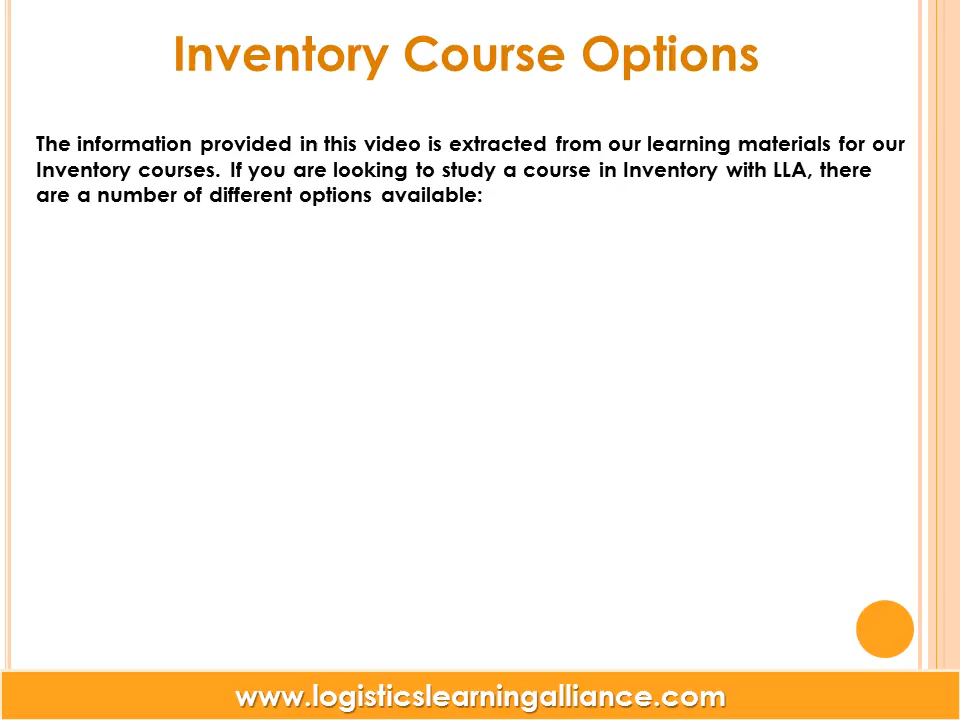 Inventory Course Options
The information provided in this video is extracted from our learning materials for our
Inventory courses. If you are looking to study a course in Inventory with LLA, there
are a number of different options available:
www.logisticslearningalliance.com